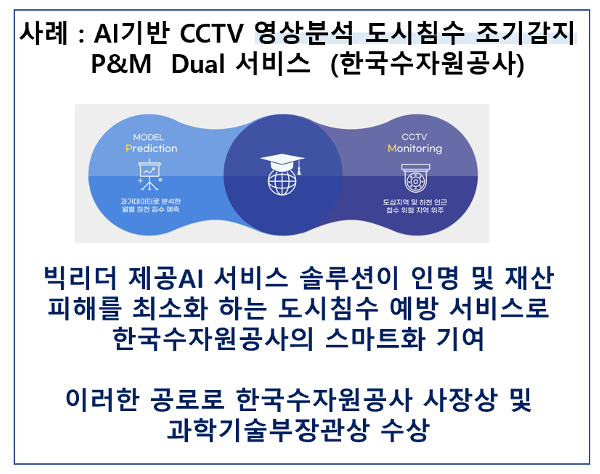 사례 : AI기반 CCTV 영상분석 도시침수 조기감지
P&M Dual 서비스 (한국수자원공사)
MODEL
Prediction
과거데이터로 분석한
월별 하천 침수 예측
CCTV
Monitoring
도심지역 및 하천 인근
침수 위험 지역 위주
빅리더 제공AI 서비스 솔루션이 인명 및 재산
피해를 최소화 하는 도시침수 예방 서비스로
한국수자원공사의 스마트화 기여
이러한 공로로 한국수자원공사 사장상 및
과학기술부장관상 수상